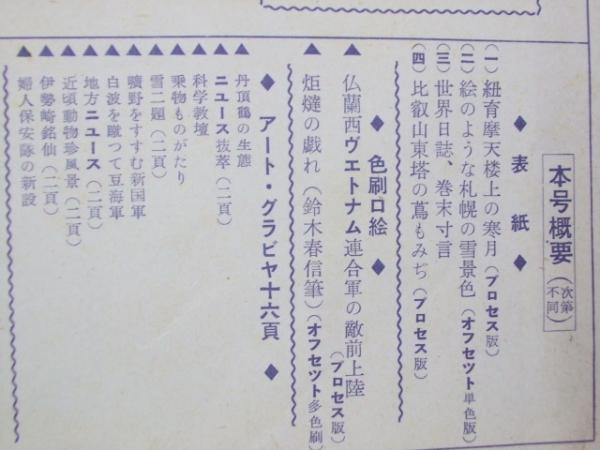 本号概要（次第不同）
◆ 表紙 ◆
（一）紐育摩天楼上の寒月（プロセス版）
（二）絵のような札幌の雪景色（オフセツト単色版）
（三）世界日誌、巻末寸言
（四）比叡山東塔の蔦もみぢ（プロセス版）
◆ 色刷口絵 ◆
▲ 仏蘭西ヴエトナム連合軍の敵前上陸（プロセス版）
▲ 炬燵の戯れ（鈴木春信筆）（オフセツト多色刷）
◆ アート・グラビヤ十六頁 ◆
▲ 丹頂鶴の生態
▲ ニュース抜萃（二頁）
▲ 科学教壇
▲ 乗物ものがたり
▲ 雪二題（二頁）
▲ 曠野をすすむ新国軍
▲ 白波を蹴つて豆海軍
▲ 地方ニュース（二頁）
▲ 近頃動物珍風景（二頁）
▲ 伊勢崎銘仙（二頁）
▲ 婦人保安隊の新設